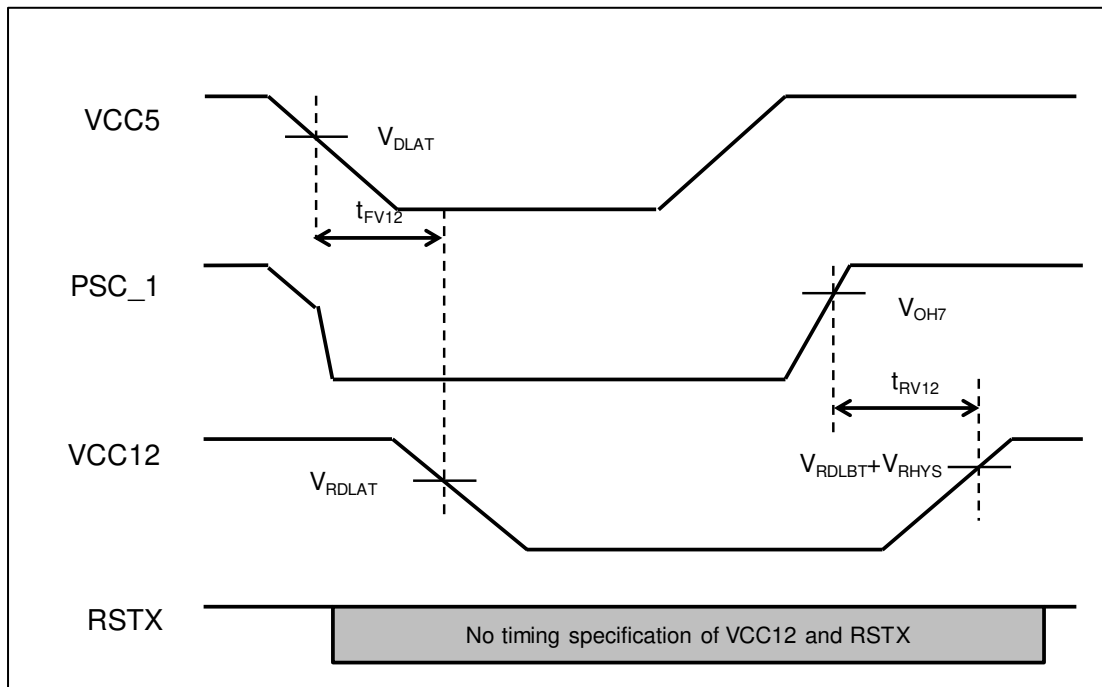 VCC5
V_DLAT
t_FV12
PSC_1
V_OH7
t_RV12
VCC12
V_RDLAT
V_RDLBT+V_RHYS
RSTX
No timing specification of VCC12 and RSTX